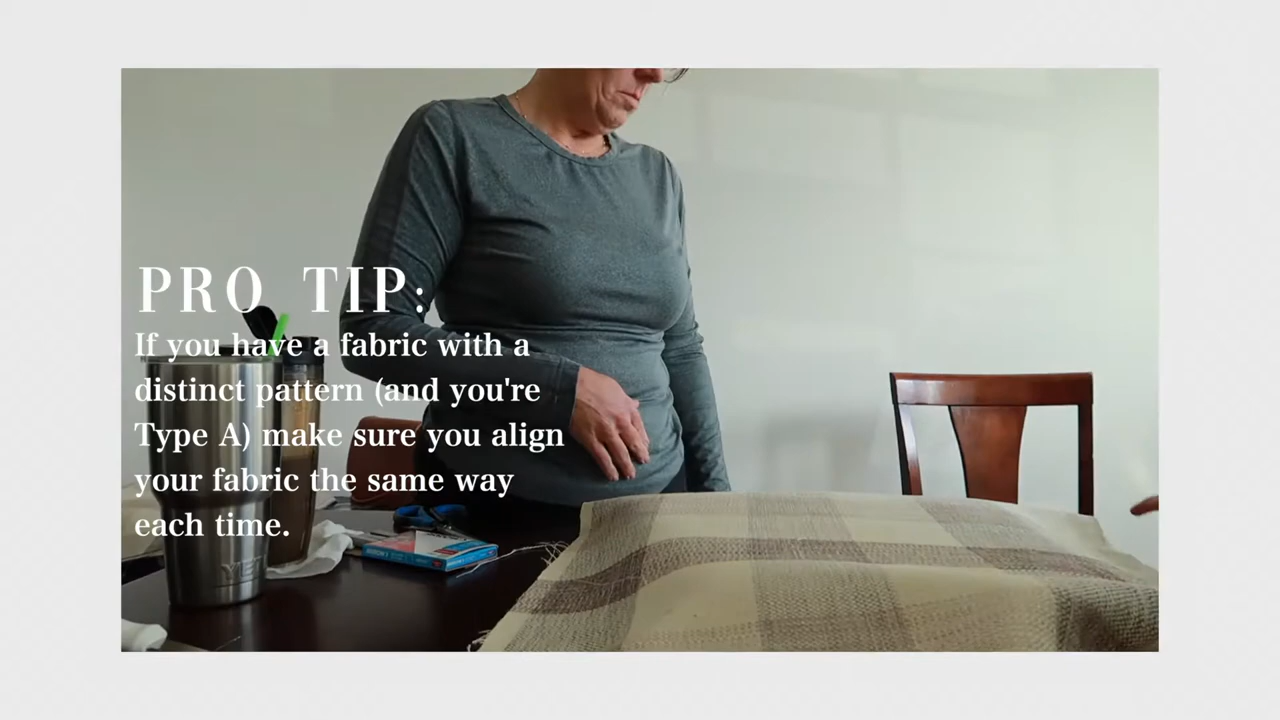 PRO TIP:
If you have a fabric with a
distinct pattern (and you're
Type A) make sure you align
your fabric the same way
each time.
YETI